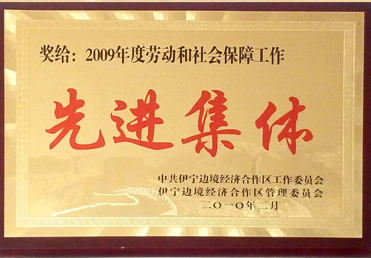 奖给：2009年度劳动和社会保障工作
先进集体
中共伊宁边境经济合作区工作委员会
伊宁边境经济合作区管理委员会
二〇一〇年二月